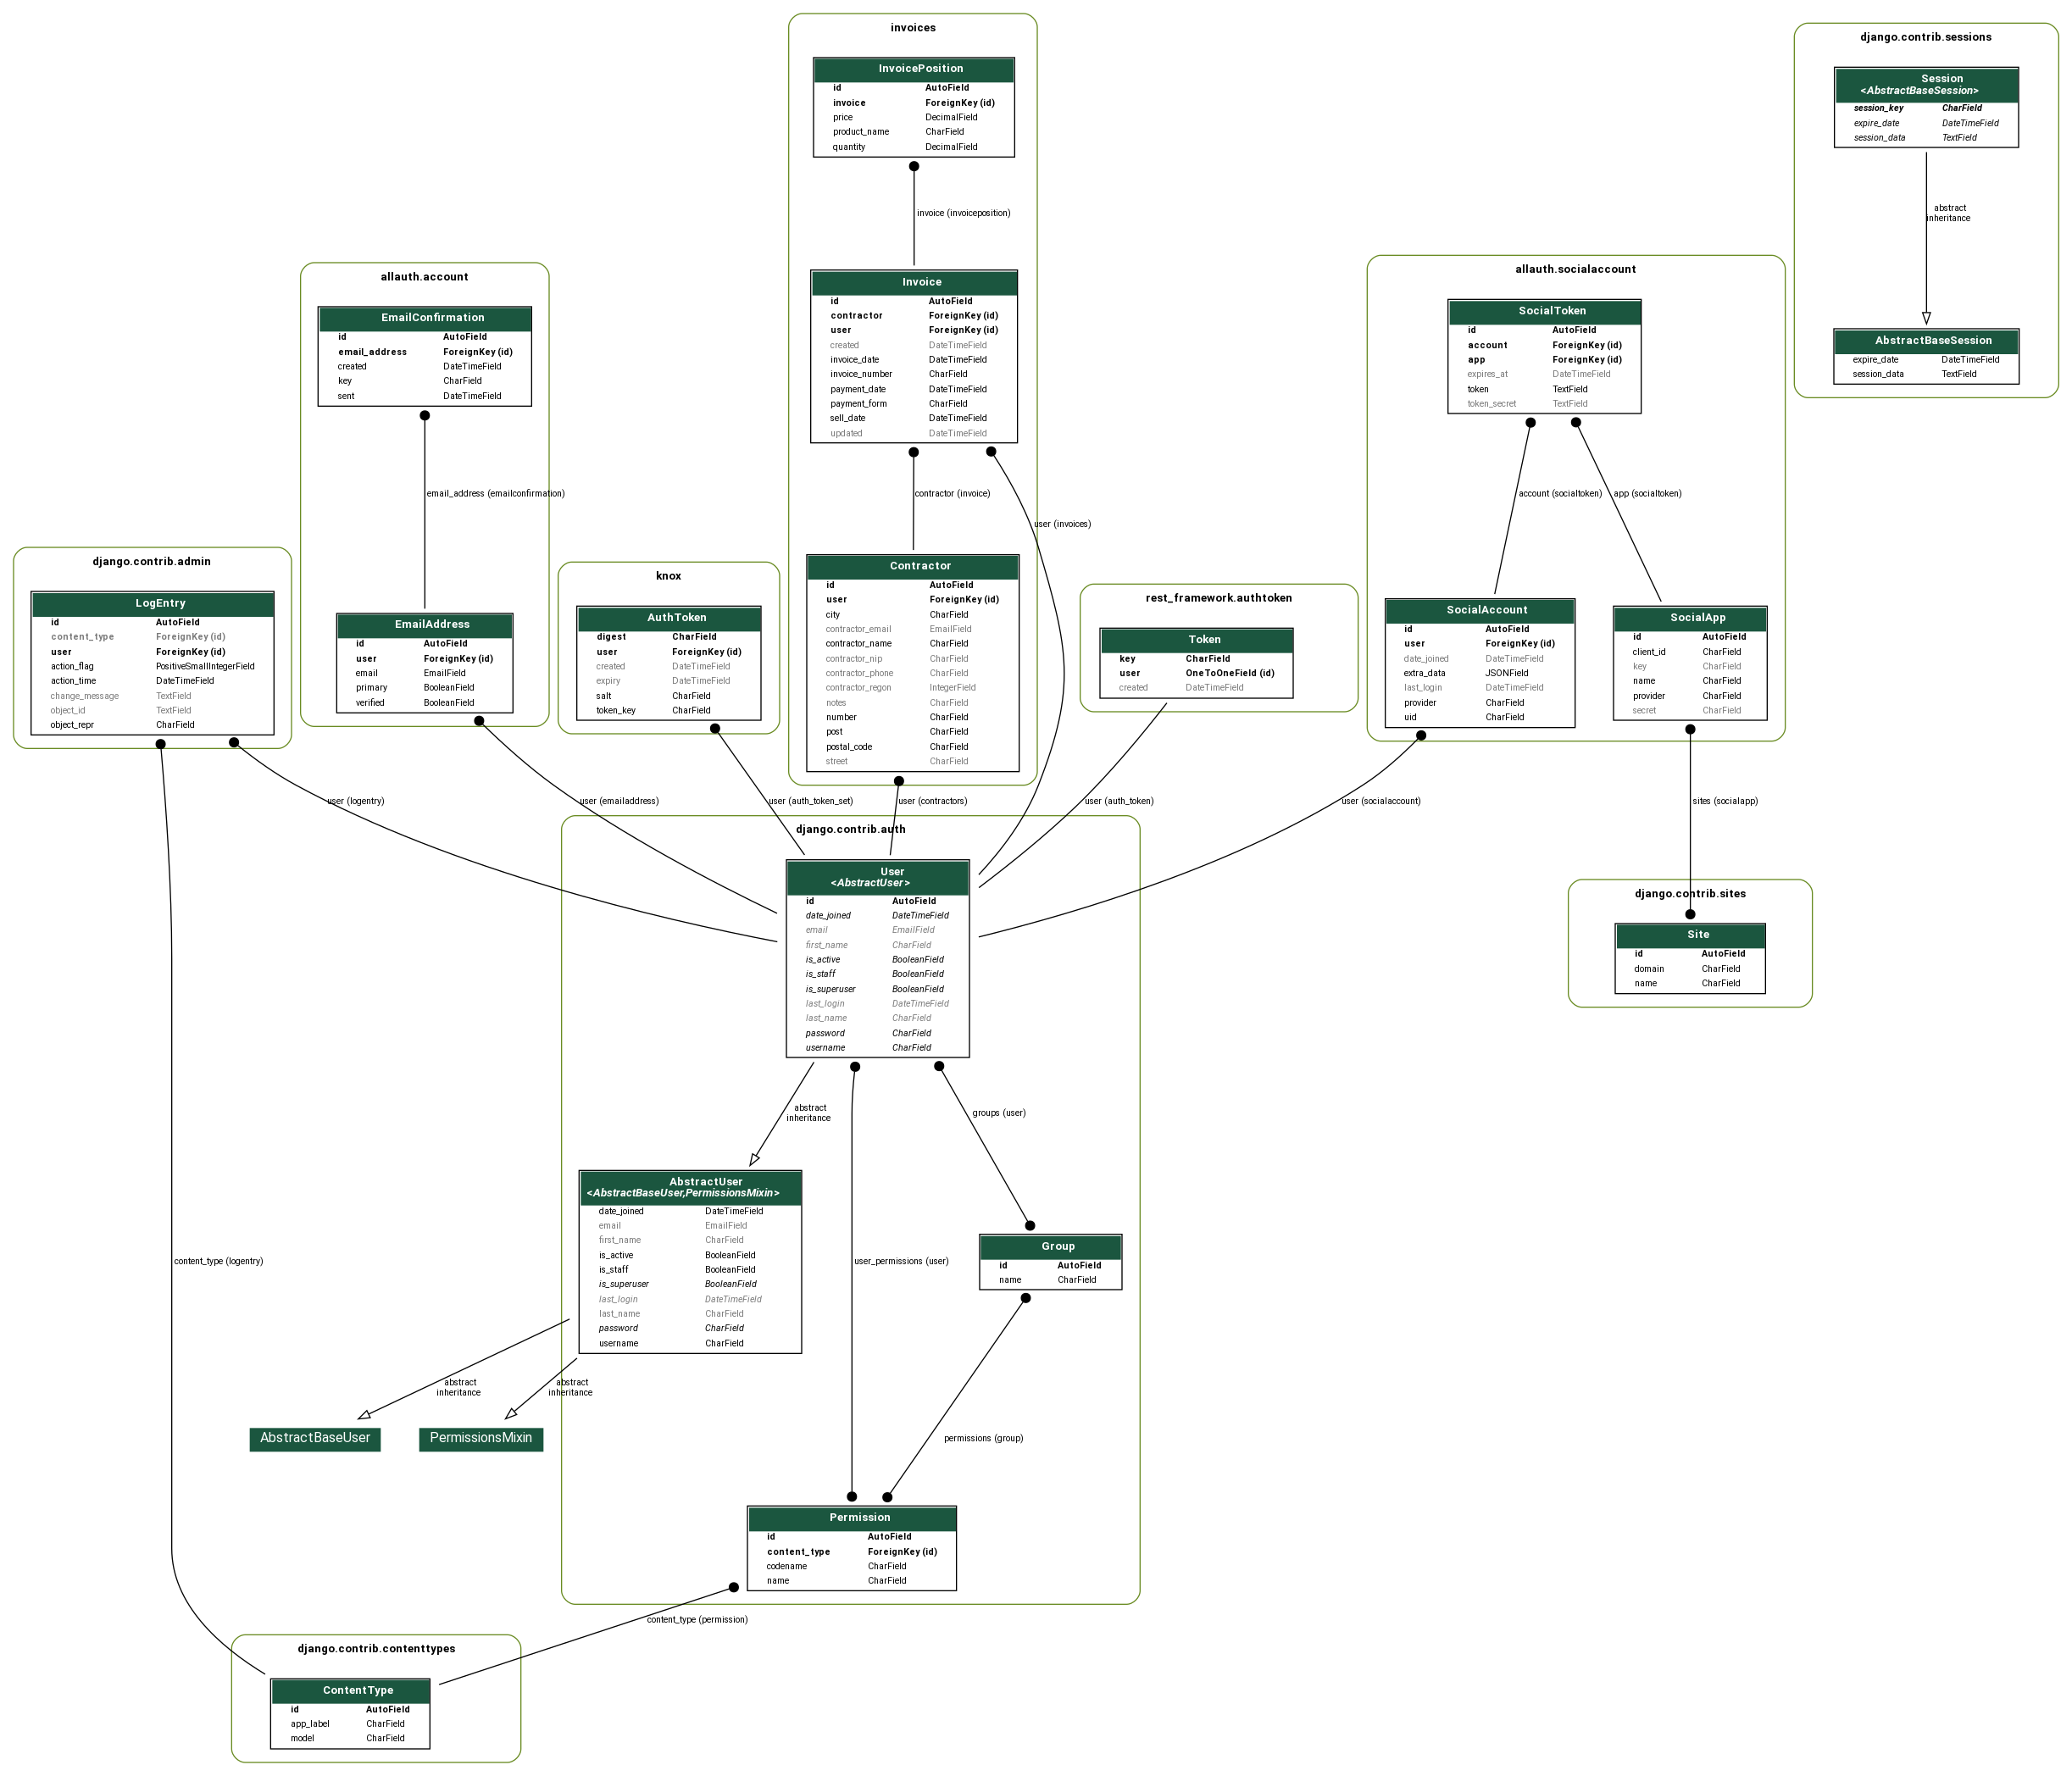 invoices
InvoicePosition
id AutoField
invoice ForeignKey (id)
price DecimalField
product_name CharField
quantity DecimalField
invoice (invoiceposition)
Invoice
id AutoField
contractor ForeignKey (id)
user ForeignKey (id)
created DateTimeField
invoice_date DateTimeField
invoice_number CharField
payment_date DateTimeField
payment_form CharField
sell_date DateTimeField
updated DateTimeField
contractor (invoice)
user (invoices)
Contractor
id AutoField
user ForeignKey (id)
city CharField
contractor_email EmailField
contractor_name CharField
contractor_nip CharField
contractor_phone CharField
contractor_regon IntegerField
notes CharField
number CharField
post CharField
postal_code CharField
street CharField
django.contrib.sessions
Session
<AbstractBaseSession>
session_key CharField
expire_date DateTimeField
session_data TextField
abstract
inheritance
AbstractBaseSession
expire_date DateTimeField
session_data TextField
allauth.account
EmailConfirmation
id AutoField
email_address ForeignKey (id)
created DateTimeField
key CharField
sent DateTimeField
email_address (emailconfirmation)
EmailAddress
id AutoField
user ForeignKey (id)
email EmailField
primary BooleanField
verified BooleanField
allauth.socialaccount
SocialToken
id AutoField
account ForeignKey (id)
app ForeignKey (id)
expires_at DateTimeField
token TextField
token_secret TextField
account (socialtoken)
app (socialtoken)
SocialAccount
id AutoField
user ForeignKey (id)
date_joined DateTimeField
extra_data JSONField
last_login DateTimeField
provider CharField
uid CharField
SocialApp
id AutoField
client_id CharField
key CharField
name CharField
provider CharField
secret CharField
django.contrib.admin
LogEntry
id AutoField
content_type ForeignKey (id)
user ForeignKey (id)
action_flag PositiveSmallIntegerField
action_time DateTimeField
change_message TextField
object_id TextField
object_repr CharField
knox
AuthToken
digest CharField
user ForeignKey (id)
created DateTimeField
expiry DateTimeField
salt CharField
token_key CharField
rest_framework.authtoken
Token
key CharField
user OneToOneField (id)
created DateTimeField
user (logentry)
user (emailaddress)
user (auth_token_set)
user (contractors)
user (auth_token)
user (socialaccount)
sites (socialapp)
django.contrib.auth
User
<AbstractUser>
id AutoField
date_joined DateTimeField
email EmailField
first_name CharField
is_active BooleanField
is_staff BooleanField
is_superuser BooleanField
last_login DateTimeField
last_name CharField
password CharField
username CharField
django.contrib.sites
Site
id AutoField
domain CharField
name CharField
abstract
inheritance
groups (user)
AbstractUser
<AbstractBaseUser,PermissionsMixin>
date_joined DateTimeField
email EmailField
first_name CharField
is_active BooleanField
is_staff BooleanField
is_superuser BooleanField
last_login DateTimeField
last_name CharField
password CharField
username CharField
user_permissions (user)
Group
id AutoField
name CharField
content_type (logentry)
abstract
inheritance
abstract
inheritance
AbstractBaseUser
PermissionsMixin
permissions (group)
Permission
id AutoField
content_type ForeignKey (id)
codename CharField
name CharField
content_type (permission)
django.contrib.contenttypes
ContentType
id AutoField
app_label CharField
model CharField